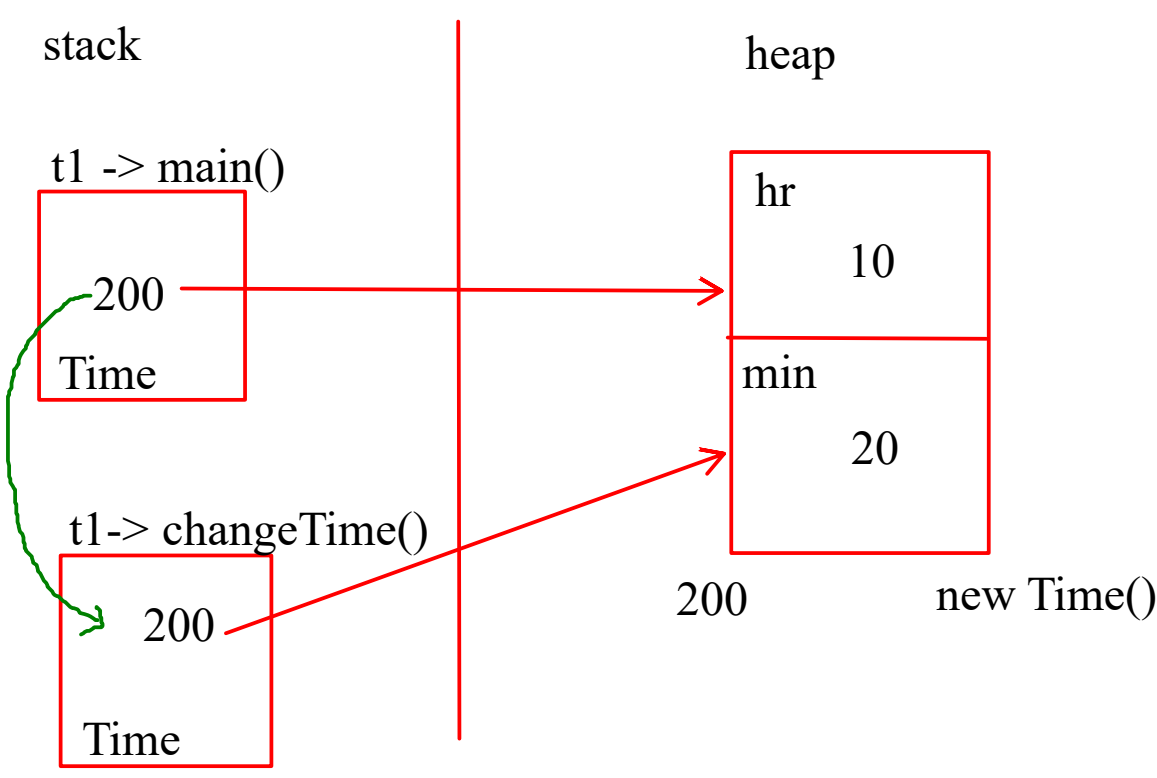 stack
heap
t1 -> main()
hr
10
200
Time
min
20
t1-> changeTime()
200
Time
200
new Time()